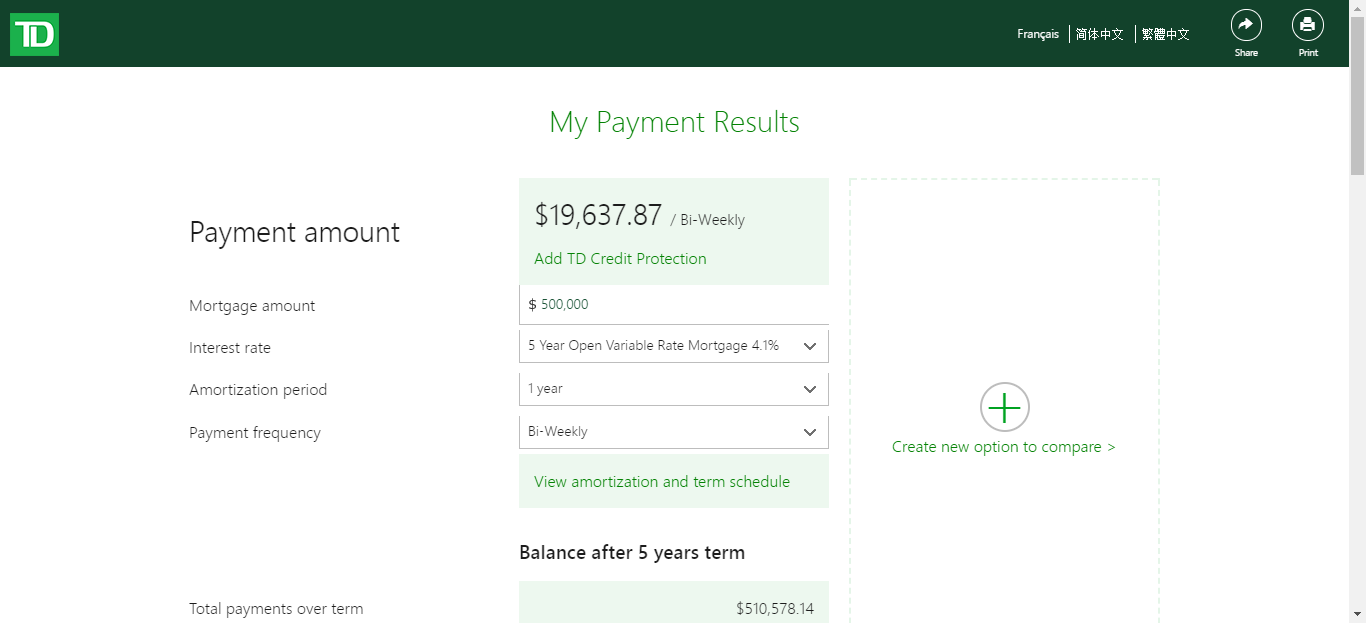 TD
Français
简体中文
繁體中文
Share
Print
My Payment Results
Payment amount
$19,637.87 / Bi-Weekly
Add TD Credit Protection
Mortgage amount
$ 500,000
Interest rate
5 Year Open Variable Rate Mortgage 4.1%
Amortization period
1 year
Payment frequency
Bi-Weekly
View amortization and term schedule
Create new option to compare >
Balance after 5 years term
Total payments over term
$510,578.14